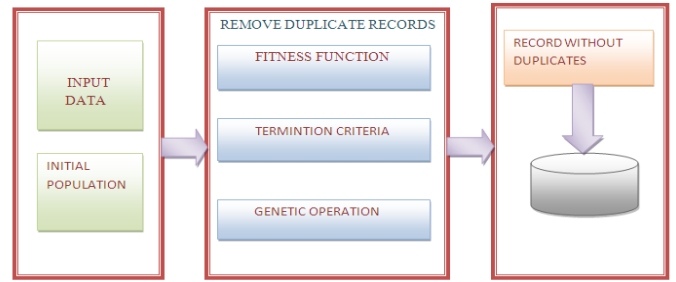 INPUT
DATA
INITIAL
POPULATION
REMOVE DUPLICATE RECORDS
FITNESS FUNCTION
TERMINTION CRITERIA
GENETIC OPERATION
RECORD WITHOUT
DUPLICATES